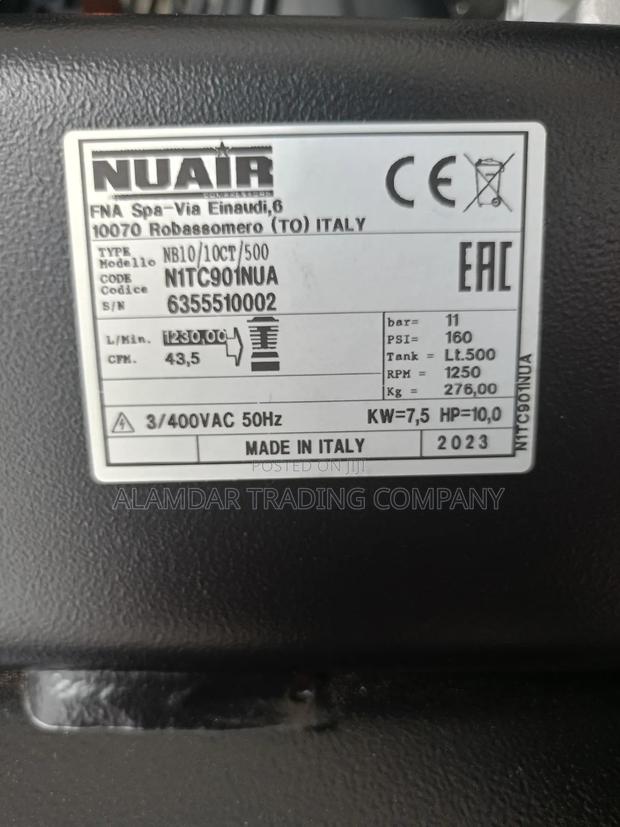 NUAIR
COMPRESSORS
CE
FNA Spa-Via Einaudi,6
10070 Robassomero (TO) ITALY
EAC
TYPE
Modello
NB10/10CT/500
CODE
Codice
N1TC901NUA
S/N
6355510002
L/Min. 1230.00
CFM. 43,5
bar= 11
PSI= 160
Tank = Lt.500
RPM = 1250
Kg = 276,00
3/400VAC 50Hz
KW=7,5 HP=10,0
MADE IN ITALY
2023
N1TC901NUA
POSTED ON JIJI
ALAMDAR TRADING COMPANY